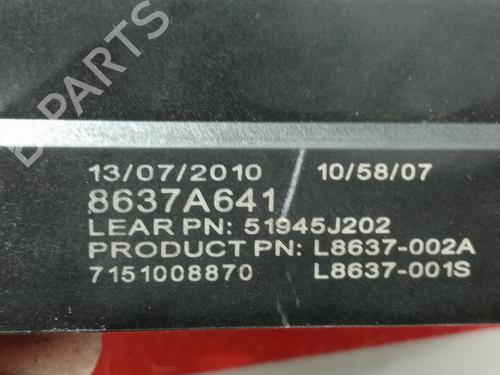 B-PARTS
13/07/2010 10/58/07
8637A641
LEAR PN: 51945J202
PRODUCT PN: L8637-002A
7151008870 L8637-001S